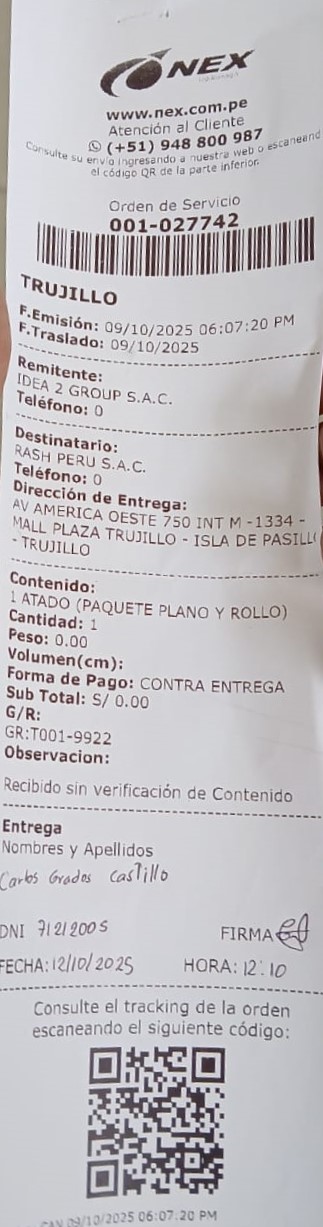 NEX
www.nex.com.pe
Atención al Cliente
(+51) 948 800 987
Consulte su envío ingresando a nuestra web o escaneand
el código QR de la parte inferior.
Orden de Servicio
001-027742
TRUJILLO
F.Emisión: 09/10/2025 06:07:20 PM
F.Traslado: 09/10/2025
Remitente:
IDEA 2 GROUP S.A.C.
Teléfono: 0
Destinatario:
RASH PERU S.A.C.
Teléfono: 0
Dirección de Entrega:
AV AMERICA OESTE 750 INT M -1334 -
MALL PLAZA TRUJILLO - ISLA DE PASILLO
- TRUJILLO
Contenido:
1 ATADO (PAQUETE PLANO Y ROLLO)
Cantidad: 1
Peso: 0.00
Volumen(cm):
Forma de Pago: CONTRA ENTREGA
Sub Total: S/ 0.00
G/R:
GR:T001-9922
Observacion:
Recibido sin verificación de Contenido
Entrega
Nombres y Apellidos
Carlos Grados Castillo
DNI 71212005
FIRMA
FECHA: 12/10/2025 HORA: 12:10
Consulte el tracking de la orden
escaneando el siguiente código:
09/10/2025 06:07:20 PM